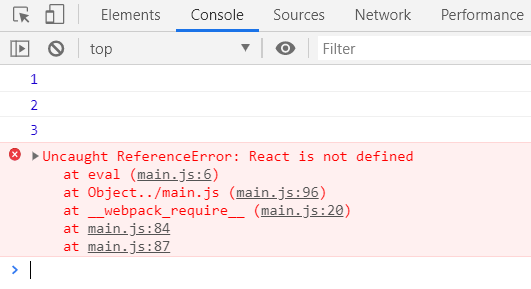 Elements Console Sources Network Performance
top Filter
1
2
3
Uncaught ReferenceError: React is not defined
at eval (main.js:6)
at Object../main.js (main.js:96)
at __webpack_require__ (main.js:20)
at main.js:84
at main.js:87